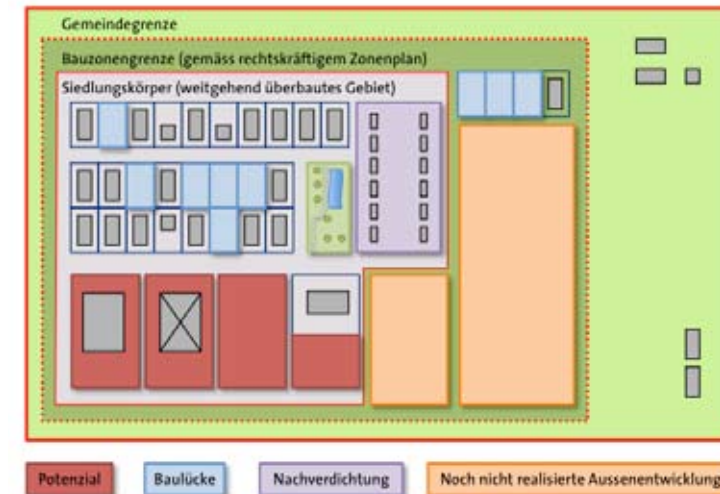 Gemeindegrenze
Bauzonengrenze (gemäss rechtskräftigem Zonenplan)
Siedlungskörper (weitgehend überbautes Gebiet)
Potenzial
Baulücke
Nachverdichtung
Noch nicht realisierte Aussenentwicklung